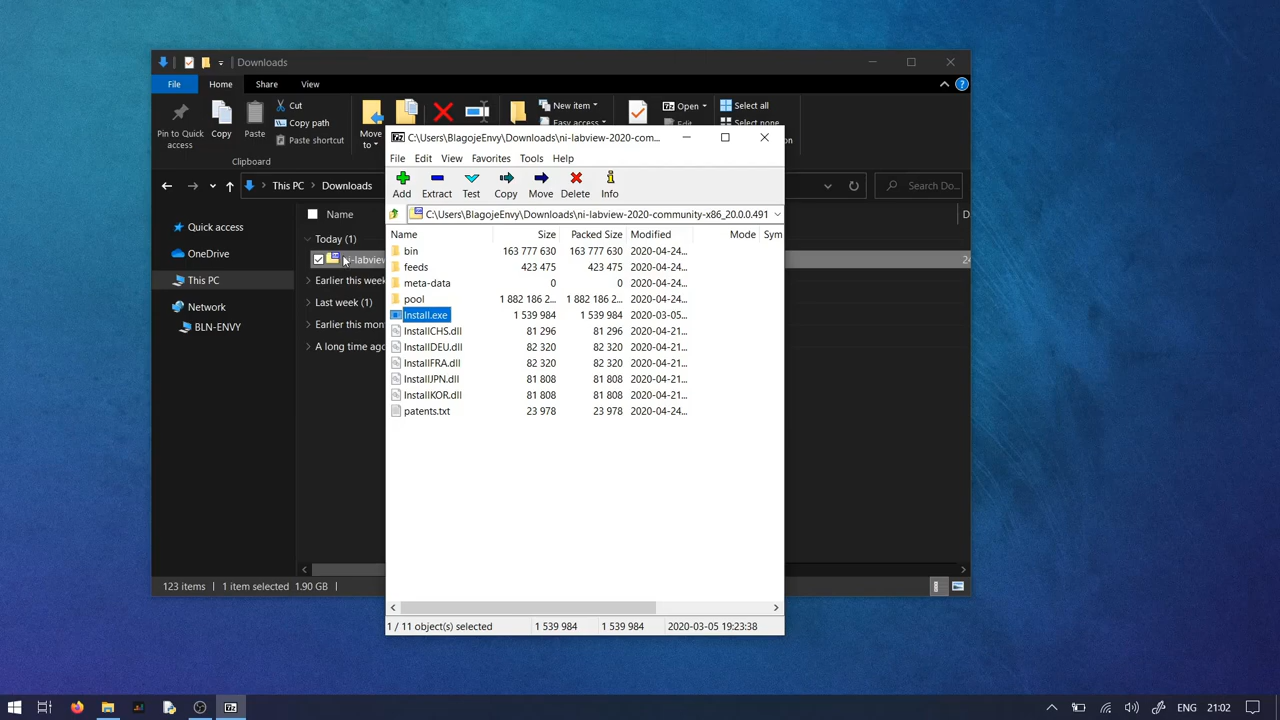 Downloads
File Home Share View
Pin to Quick access
Copy
Paste
Cut
Copy path
Paste shortcut
Clipboard
Move to
New item
Easy access
Open
Edit
Select all
Select none
This PC Downloads
Search Do...
Quick access
OneDrive
This PC
Network
BLN-ENVY
Name
Today (1)
ni-labview
Earlier this week
Last week (1)
Earlier this mon
A long time ago
24
123 items 1 item selected 1.90 GB
C:\Users\BlagojeEnvy\Downloads\ni-labview-2020-com...
File Edit View Favorites Tools Help
Add Extract Test Copy Move Delete Info
C:\Users\BlagojeEnvy\Downloads\ni-labview-2020-community-x86_20.0.0.491
Name Size Packed Size Modified Mode Sym
bin 163 777 630 163 777 630 2020-04-24...
feeds 423 475 423 475 2020-04-24...
meta-data 0 0 2020-04-24...
pool 1 882 186 2... 1 882 186 2... 2020-04-24...
Install.exe 1 539 984 1 539 984 2020-03-05...
InstallCHS.dll 81 296 81 296 2020-04-21...
InstallDEU.dll 82 320 82 320 2020-04-21...
InstallFRA.dll 82 320 82 320 2020-04-21...
InstallJPN.dll 81 808 81 808 2020-04-21...
InstallKOR.dll 81 808 81 808 2020-04-21...
patents.txt 23 978 23 978 2020-04-24...
1 / 11 object(s) selected 1 539 984 1 539 984 2020-03-05 19:23:38
ENG 21:02